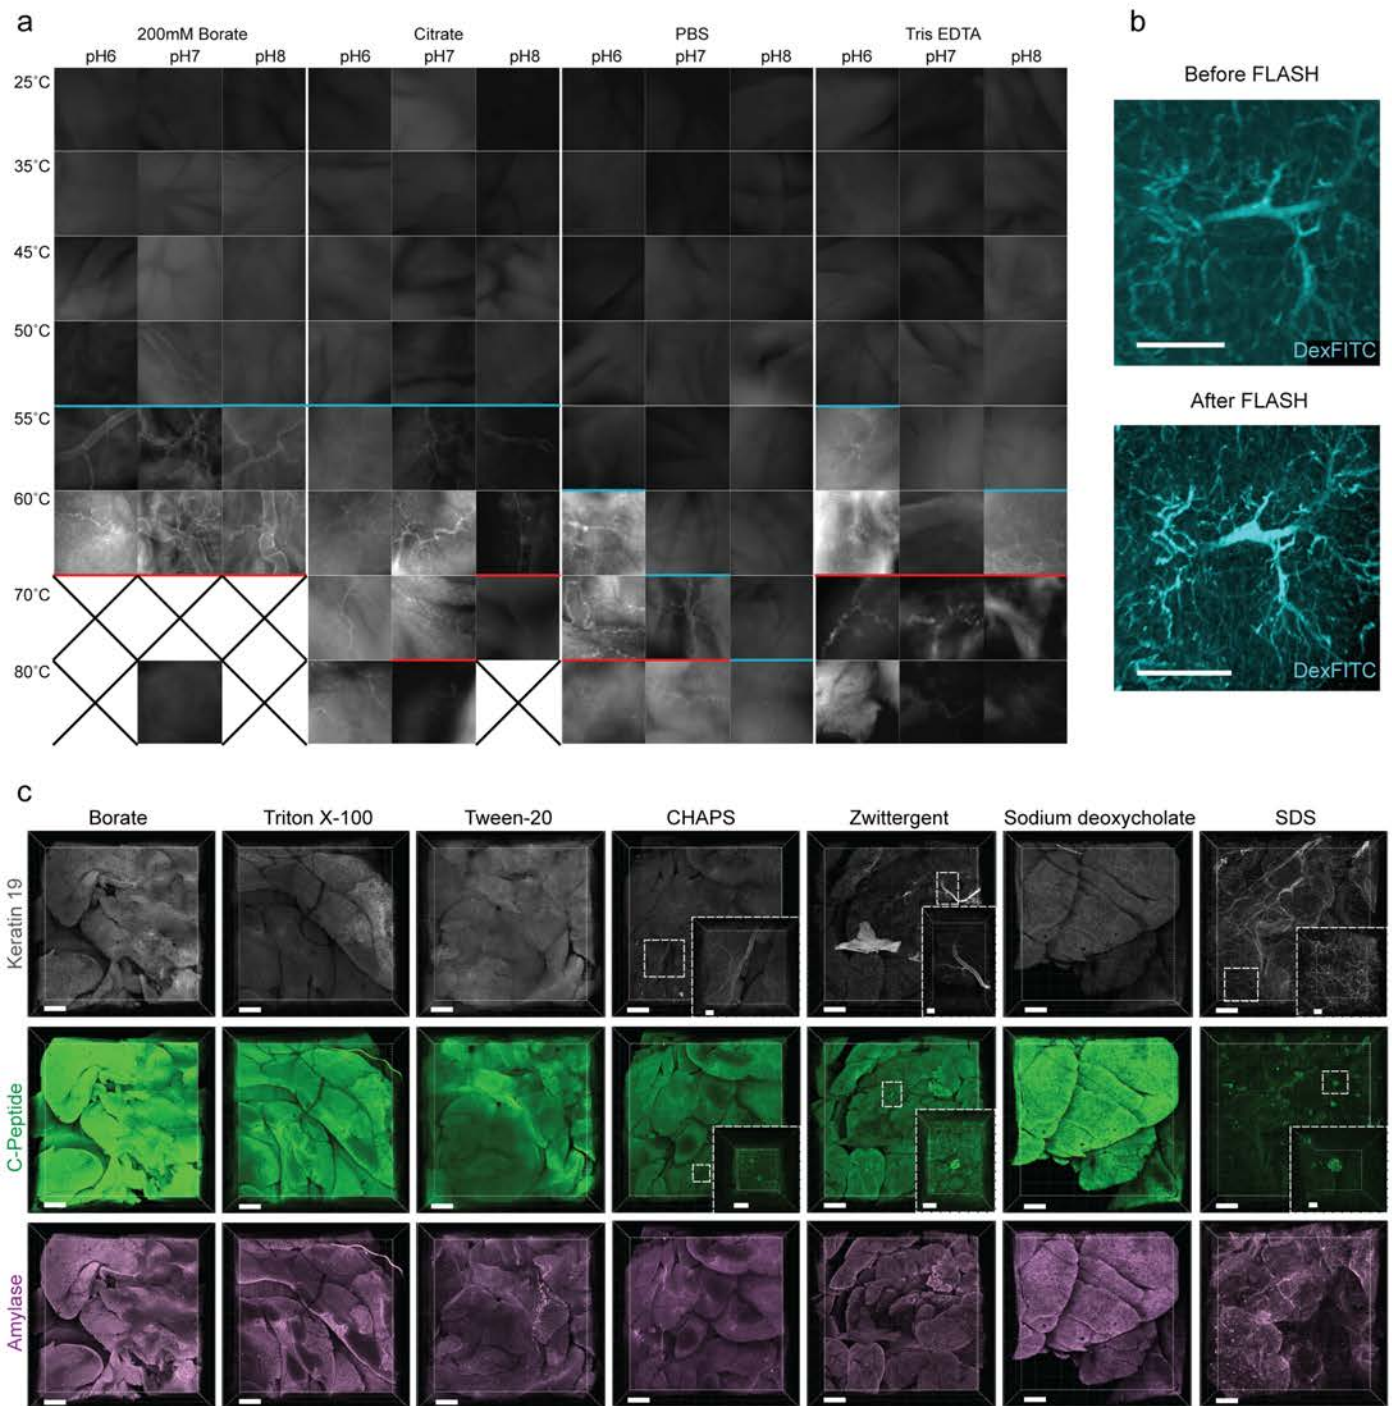 a
200mM Borate Citrate PBS Tris EDTA
pH6 pH7 pH8 pH6 pH7 pH8 pH6 pH7 pH8 pH6 pH7 pH8
25˚C
35˚C
45˚C
50˚C
55˚C
60˚C
70˚C
80˚C
b
Before FLASH
DexFITC
After FLASH
DexFITC
c
Borate Triton X-100 Tween-20 CHAPS Zwittergent Sodium deoxycholate SDS
Keratin 19
C-Peptide
Amylase